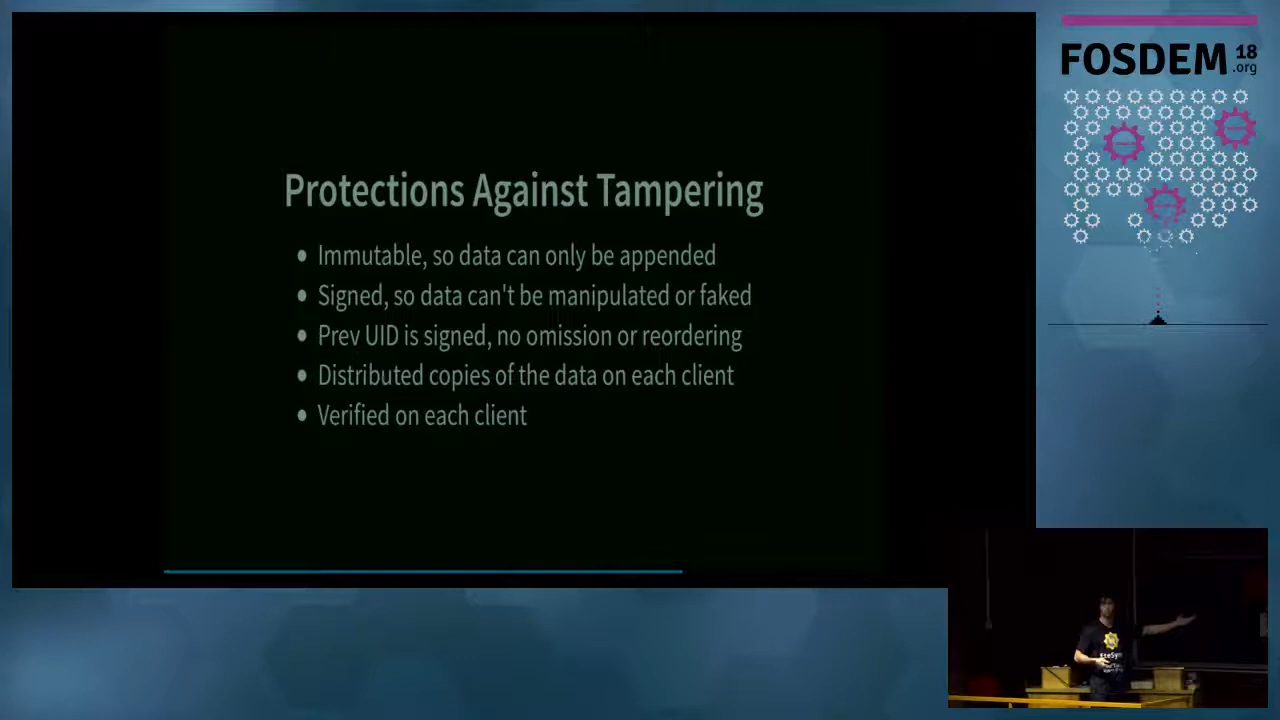 Protections Against Tampering
Immutable, so data can only be appended
Signed, so data can't be manipulated or faked
Prev UID is signed, no omission or reordering
Distributed copies of the data on each client
Verified on each client
FOSDEM 18
.org